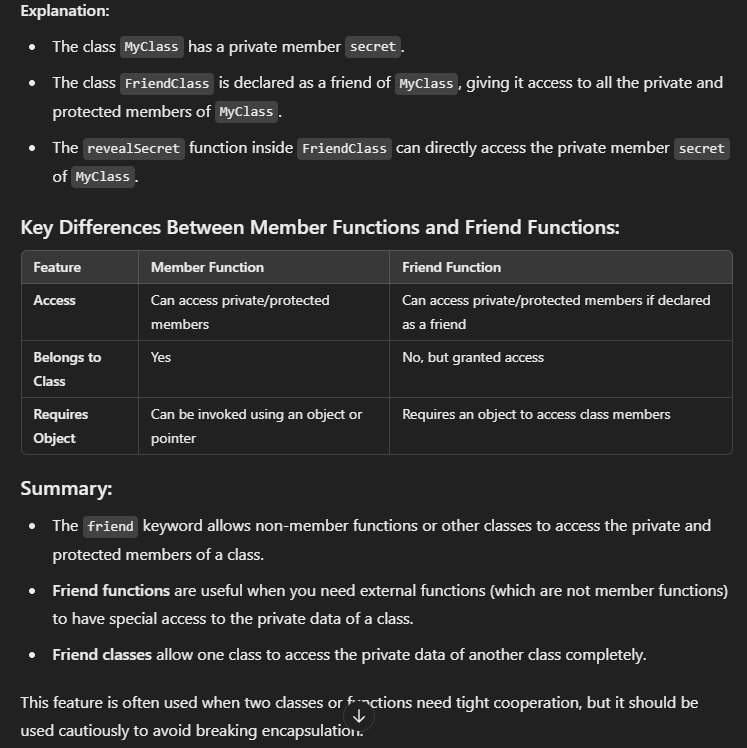 Explanation:
The class MyClass has a private member secret.
The class FriendClass is declared as a friend of MyClass, giving it access to all the private and
protected members of MyClass.
The revealSecret function inside FriendClass can directly access the private member secret
of MyClass.
Key Differences Between Member Functions and Friend Functions:
Feature Member Function Friend Function
Access Can access private/protected Can access private/protected members if declared
members as a friend
Belongs to Yes No, but granted access
Class
Requires Can be invoked using an object or Requires an object to access class members
Object pointer
Summary:
The friend keyword allows non-member functions or other classes to access the private and
protected members of a class.
Friend functions are useful when you need external functions (which are not member functions)
to have special access to the private data of a class.
Friend classes allow one class to access the private data of another class completely.
This feature is often used when two classes or functions need tight cooperation, but it should be
used cautiously to avoid breaking encapsulation.